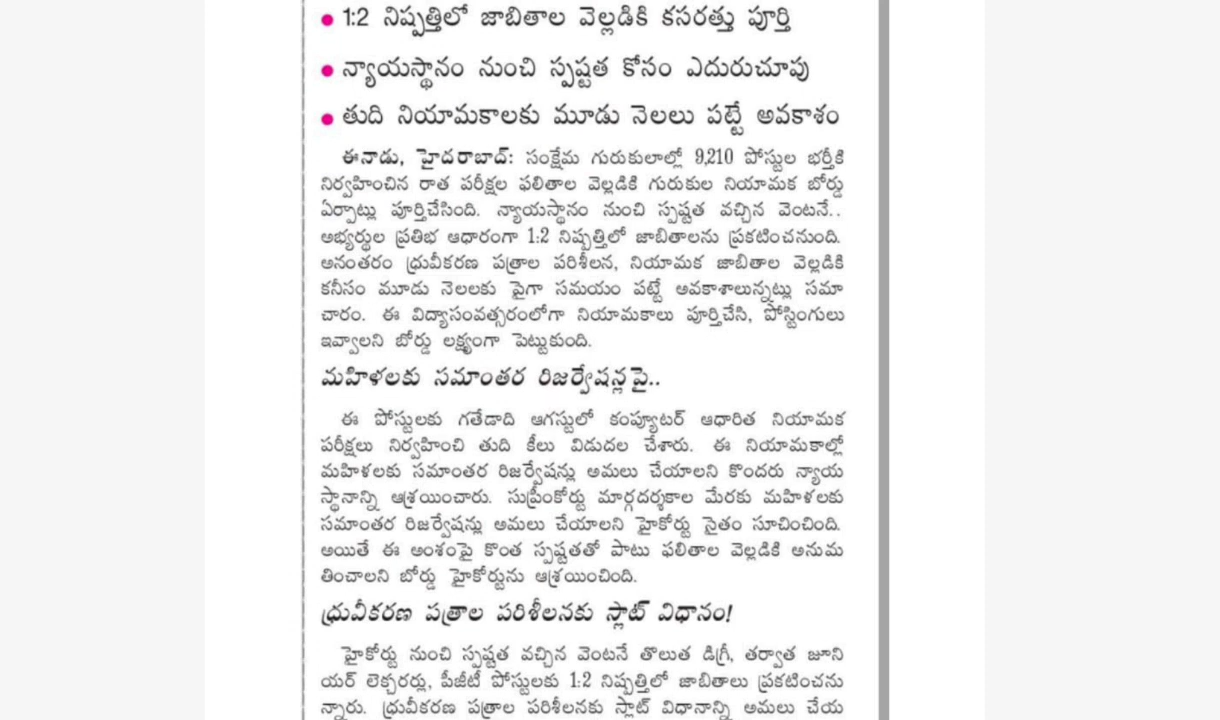 • 1:2 నిష్పత్తిలో జాబితాల వెల్లడికి కసరత్తు పూర్తి
• న్యాయస్థానం నుంచి స్పష్టత కోసం ఎదురుచూపు
• తుది నియామకాలకు మూడు నెలలు పట్టే అవకాశం
ఈనాడు, హైదరాబాద్: సంక్షేమ గురుకులాల్లో 9,210 పోస్టుల భర్తీకి
నిర్వహించిన రాత పరీక్షల ఫలితాల వెల్లడికి గురుకుల నియామక బోర్డు
ఏర్పాట్లు పూర్తిచేసింది. న్యాయస్థానం నుంచి స్పష్టత వచ్చిన వెంటనే..
అభ్యర్థుల ప్రతిభ ఆధారంగా 1:2 నిష్పత్తిలో జాబితాలను ప్రకటించనుంది.
అనంతరం ధ్రువీకరణ పత్రాల పరిశీలన, నియామక జాబితాల వెల్లడికి
కనీసం మూడు నెలలకు పైగా సమయం పట్టే అవకాశాలున్నట్లు సమా
చారం. ఈ విద్యాసంవత్సరంలోగా నియామకాలు పూర్తిచేసి, పోస్టింగులు
ఇవ్వాలని బోర్డు లక్ష్యంగా పెట్టుకుంది.
మహిళలకు సమాంతర రిజర్వేషన్లపై..
ఈ పోస్టులకు గతేడాది ఆగస్టులో కంప్యూటర్ ఆధారిత నియామక
పరీక్షలు నిర్వహించి తుది కీలు విడుదల చేశారు. ఈ నియామకాల్లో
మహిళలకు సమాంతర రిజర్వేషన్లు అమలు చేయాలని కొందరు న్యాయ
స్థానాన్ని ఆశ్రయించారు. సుప్రీంకోర్టు మార్గదర్శకాల మేరకు మహిళలకు
సమాంతర రిజర్వేషన్లు అమలు చేయాలని హైకోర్టు సైతం సూచించింది.
అయితే ఈ అంశంపై కొంత స్పష్టతతో పాటు ఫలితాల వెల్లడికి అనుమ
తించాలని బోర్డు హైకోర్టును ఆశ్రయించింది.
ధ్రువీకరణ పత్రాల పరిశీలనకు స్లాట్ విధానం!
హైకోర్టు నుంచి స్పష్టత వచ్చిన వెంటనే తొలుత డిగ్రీ, తర్వాత జూని
యర్ లెక్చరర్లు, పీజీటీ పోస్టులకు 1:2 నిష్పత్తిలో జాబితాలు ప్రకటించను
న్నారు. ధ్రువీకరణ పత్రాల పరిశీలనకు స్లాట్ విధానాన్ని అమలు చేయ